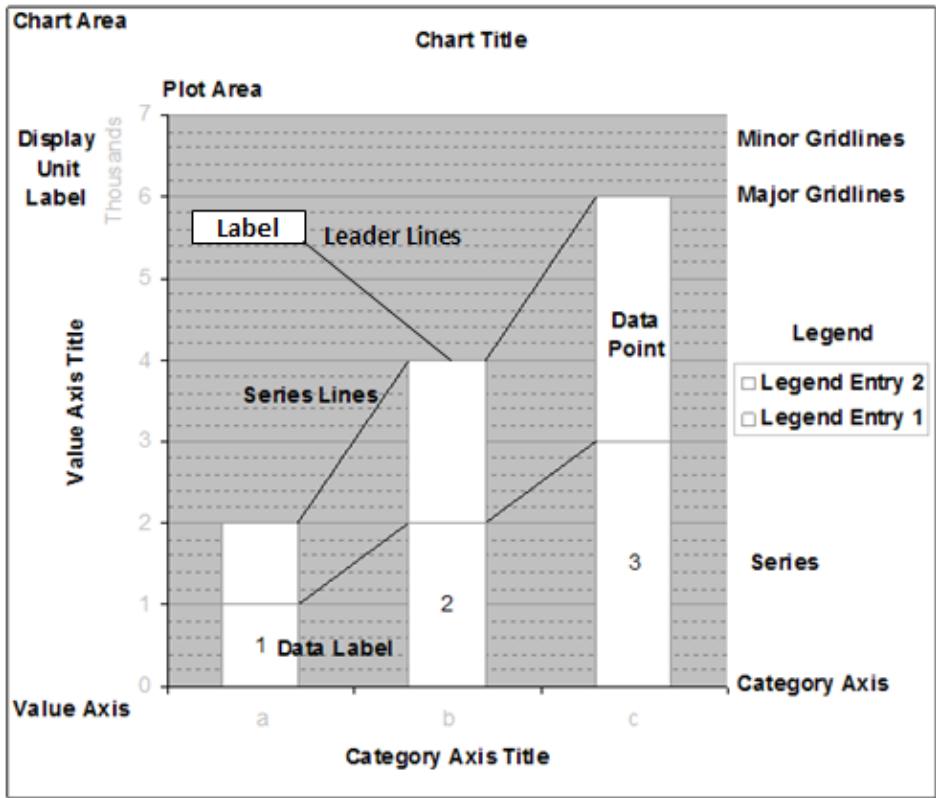 Chart Area
Chart Title
Plot Area
7
Display
Unit
Label
Thousands
Minor Gridlines
6
Major Gridlines
Label
Leader Lines
5
Data
Point
Legend
4
Value Axis Title
Series Lines
Legend Entry 2
Legend Entry 1
3
2
3
Series
1
2
1
Data Label
0
Category Axis
Value Axis
a
b
c
Category Axis Title